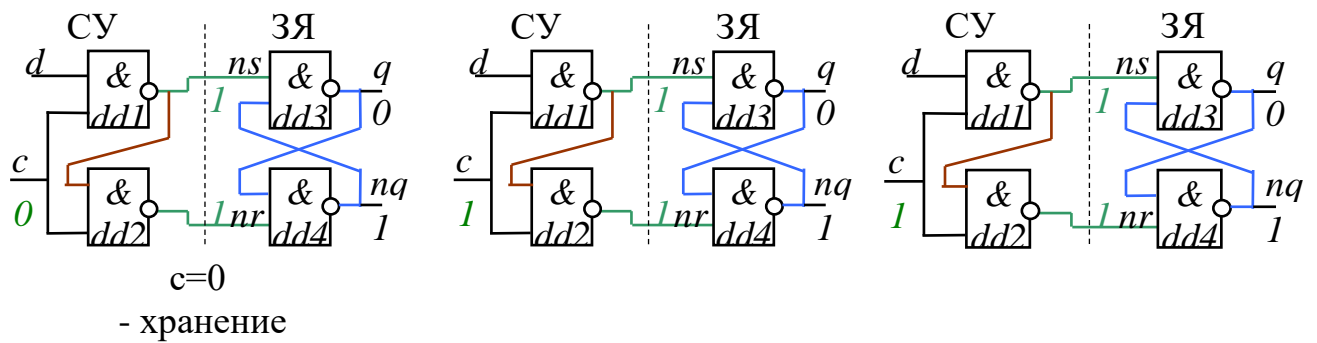 СУ ЗЯ СУ ЗЯ СУ ЗЯ
d & ns & q d & ns & q d & ns & q
dd1 1 dd3 0 dd1 1 dd3 0 dd1 1 dd3 0
c c c
& & nq & & nq & & nq
0 dd2 1 nr dd4 1 1 dd2 1 nr dd4 1 1 dd2 1 nr dd4 1
c=0
- хранение